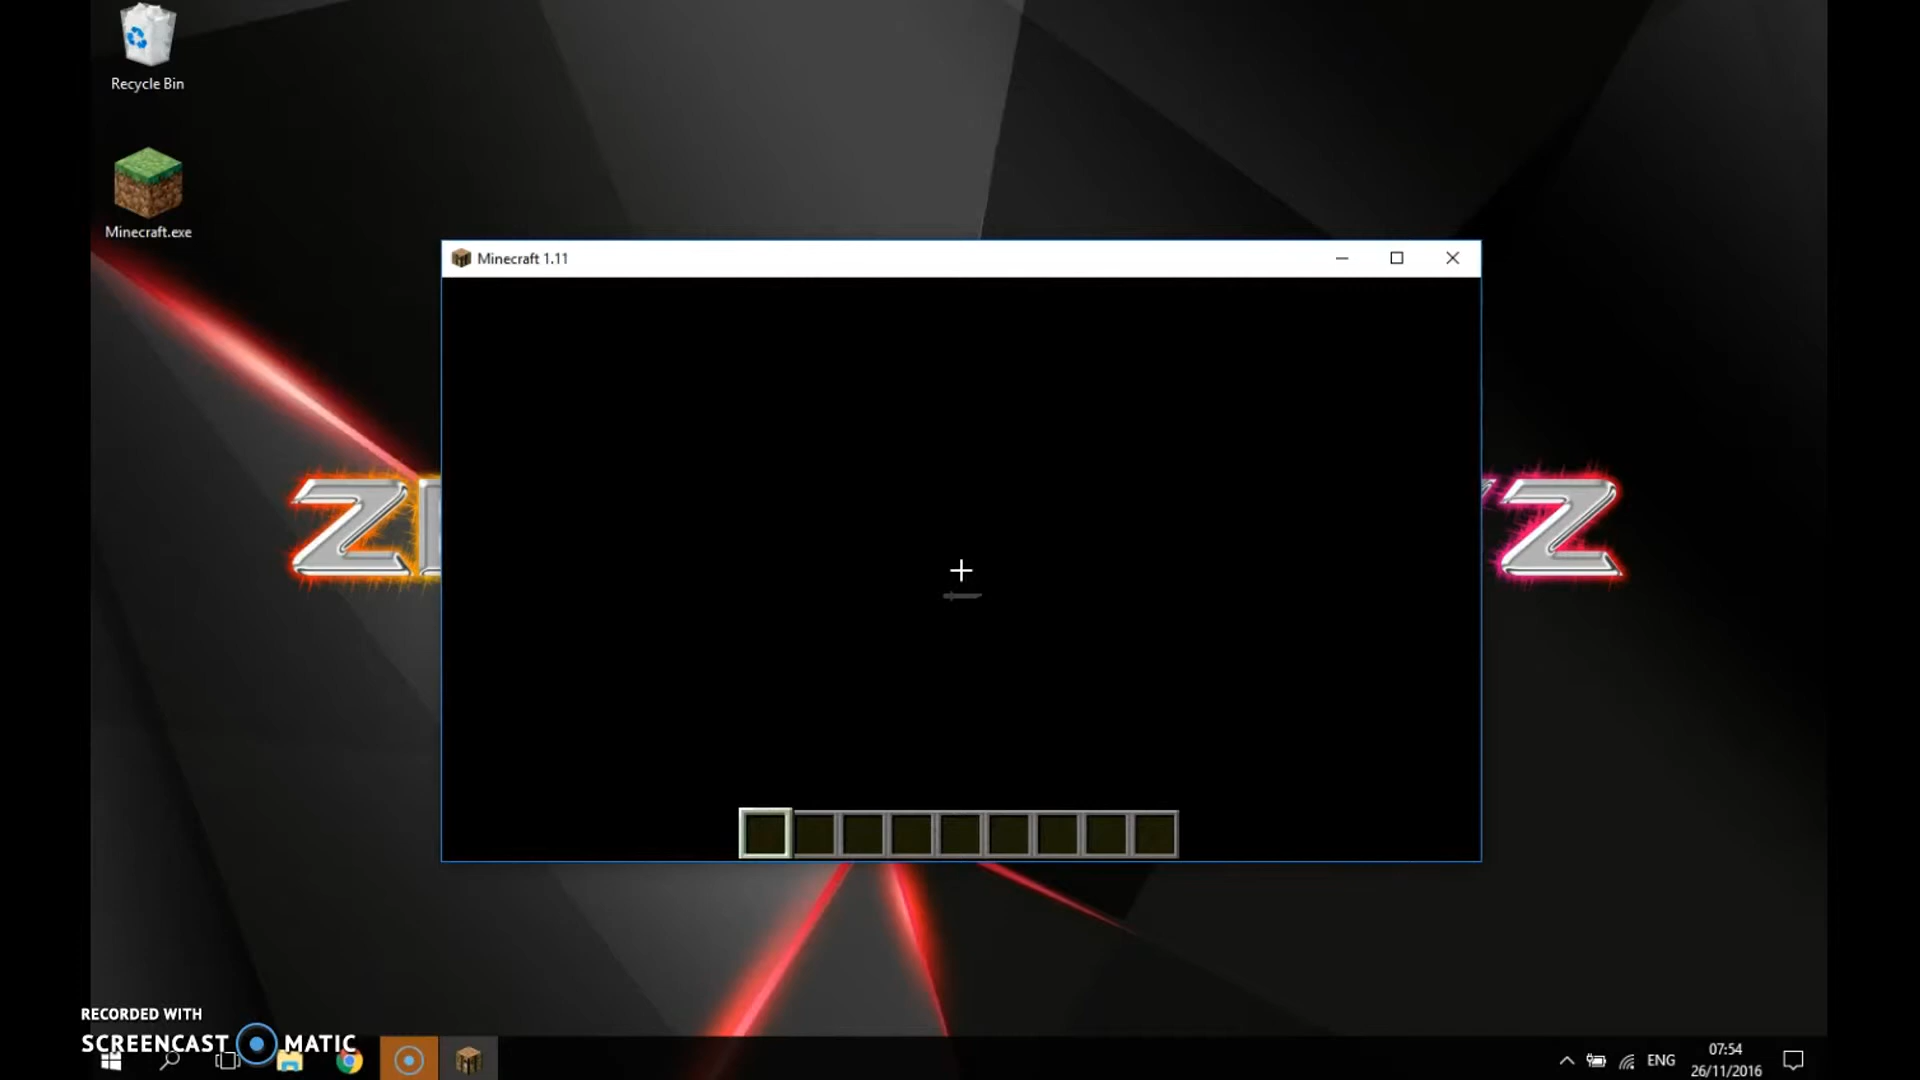 Recycle Bin
Minecraft.exe
Minecraft 1.11
Z
Z
RECORDED WITH
SCREENCAST MATIC
ENG
07:54
26/11/2016